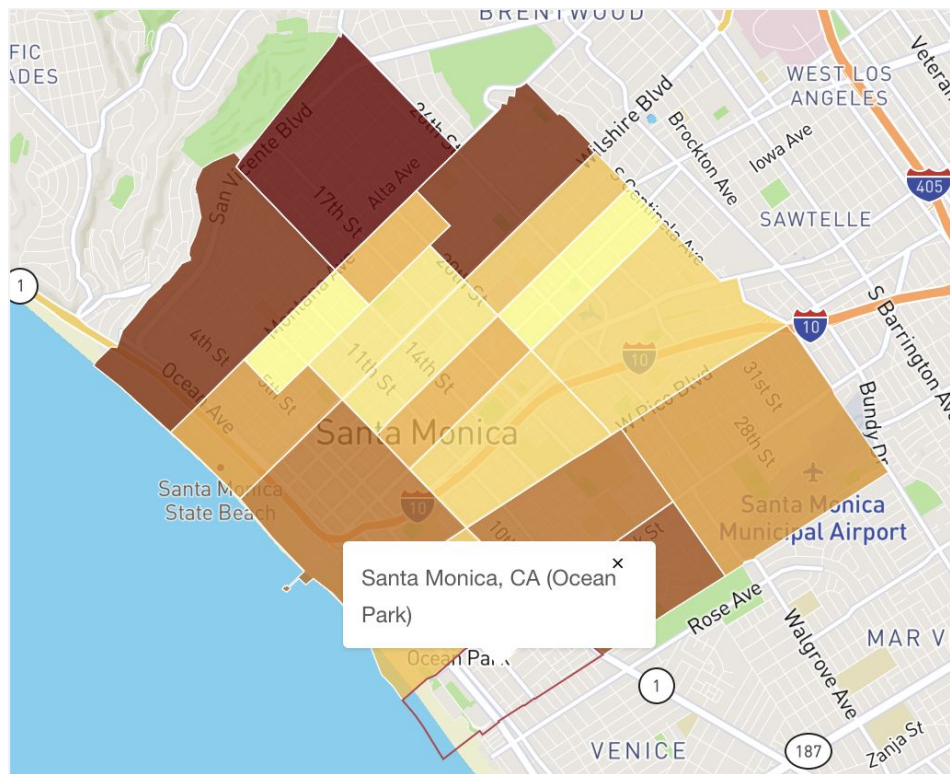 BRENTWOOD
FIC
ADES
WEST LOS
ANGELES
Veteran
26th St
Wilshire Blvd
Brockton Ave
Iowa Ave
405
San Vicente Blvd
Alta Ave
17th St
S Centinela Ave
SAWTELLE
1
20th St
Montana Ave
10
S Barrington Ave
4th St
14th St
11th St
10
Ocean Ave
5th St
W Pico Blvd
31st St
Bundy Dr
28th St
Santa Monica
Santa Monica
State Beach
10
Santa Monica
Municipal Airport
Santa Monica, CA (Ocean
Park)
×
Rose Ave
Walgrove Ave
MAR V
Ocean Park
1
VENICE
187
Zanja St